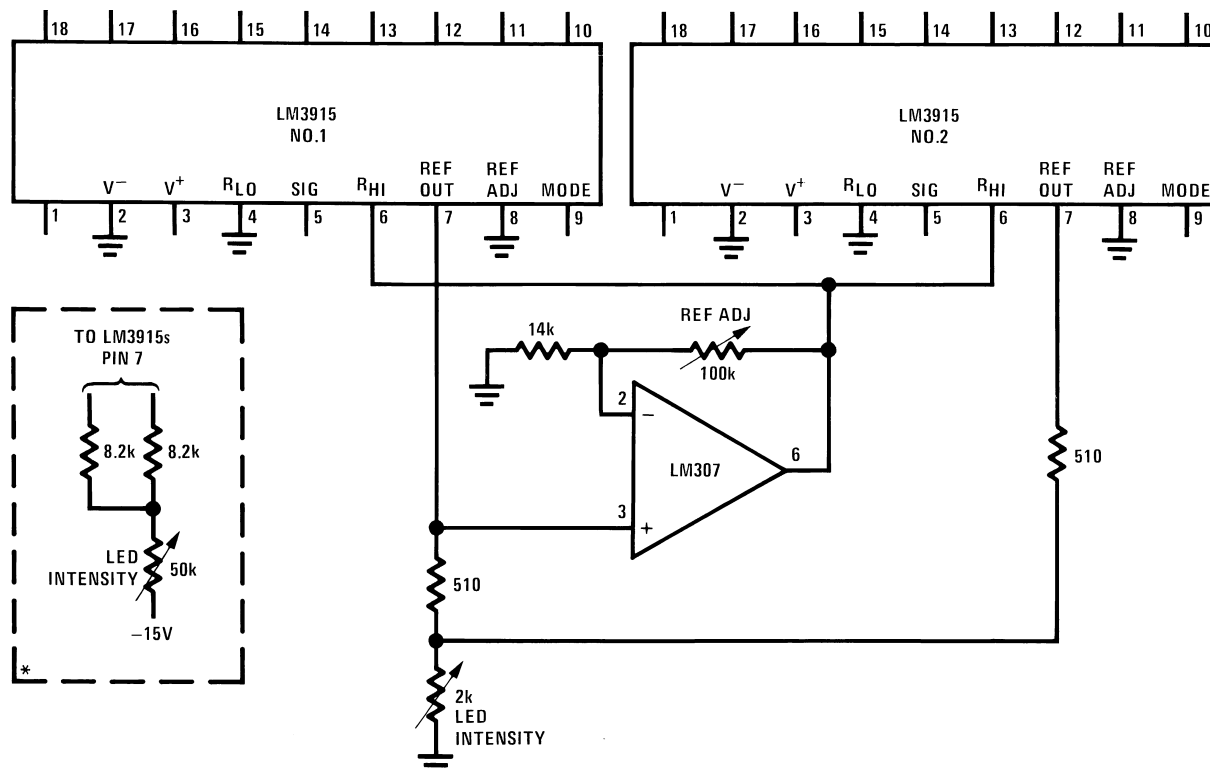 18 17 16 15 14 13 12 11 10
LM3915
NO.1
V− V+ RLO SIG RHI REF OUT REF ADJ MODE
1 2 3 4 5 6 7 8 9
18 17 16 15 14 13 12 11 10
LM3915
NO.2
V− V+ RLO SIG RHI REF OUT REF ADJ MODE
1 2 3 4 5 6 7 8 9
TO LM3915s
PIN 7
8.2k 8.2k
LED
INTENSITY
50k
−15V
*
14k
REF ADJ
100k
2
−
LM307
6
3
+
510
510
2k
LED
INTENSITY